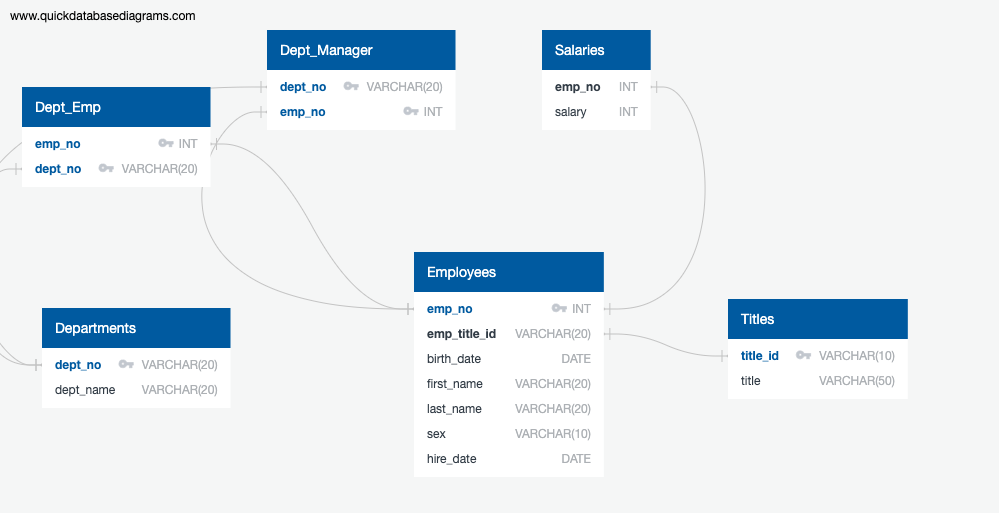 www.quickdatabasediagrams.com
Dept_Manager
dept_no VARCHAR(20)
emp_no INT
Salaries
emp_no INT
salary INT
Dept_Emp
emp_no INT
dept_no VARCHAR(20)
Employees
emp_no INT
emp_title_id VARCHAR(20)
birth_date DATE
first_name VARCHAR(20)
last_name VARCHAR(20)
sex VARCHAR(10)
hire_date DATE
Departments
dept_no VARCHAR(20)
dept_name VARCHAR(20)
Titles
title_id VARCHAR(10)
title VARCHAR(50)